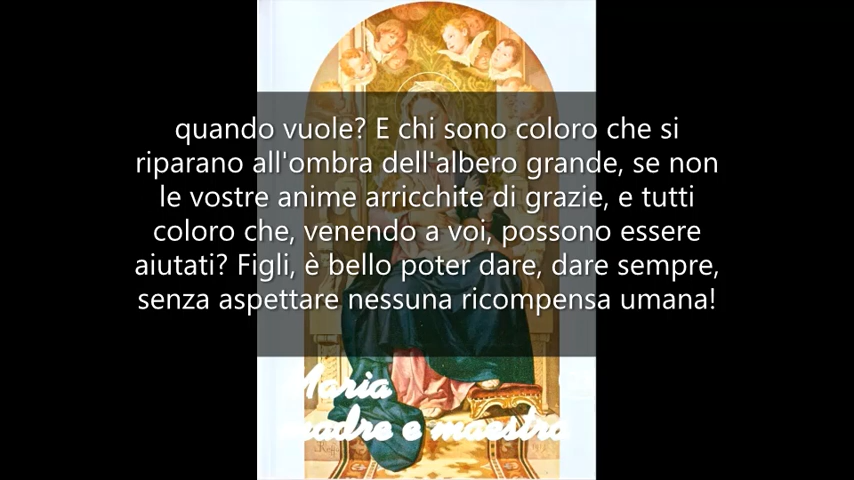 quando vuole? E chi sono coloro che si
riparano all'ombra dell'albero grande, se non
le vostre anime arricchite di grazie, e tutti
coloro che, venendo a voi, possono essere
aiutati? Figli, è bello poter dare, dare sempre,
senza aspettare nessuna ricompensa umana!
Maria
madre e maestra